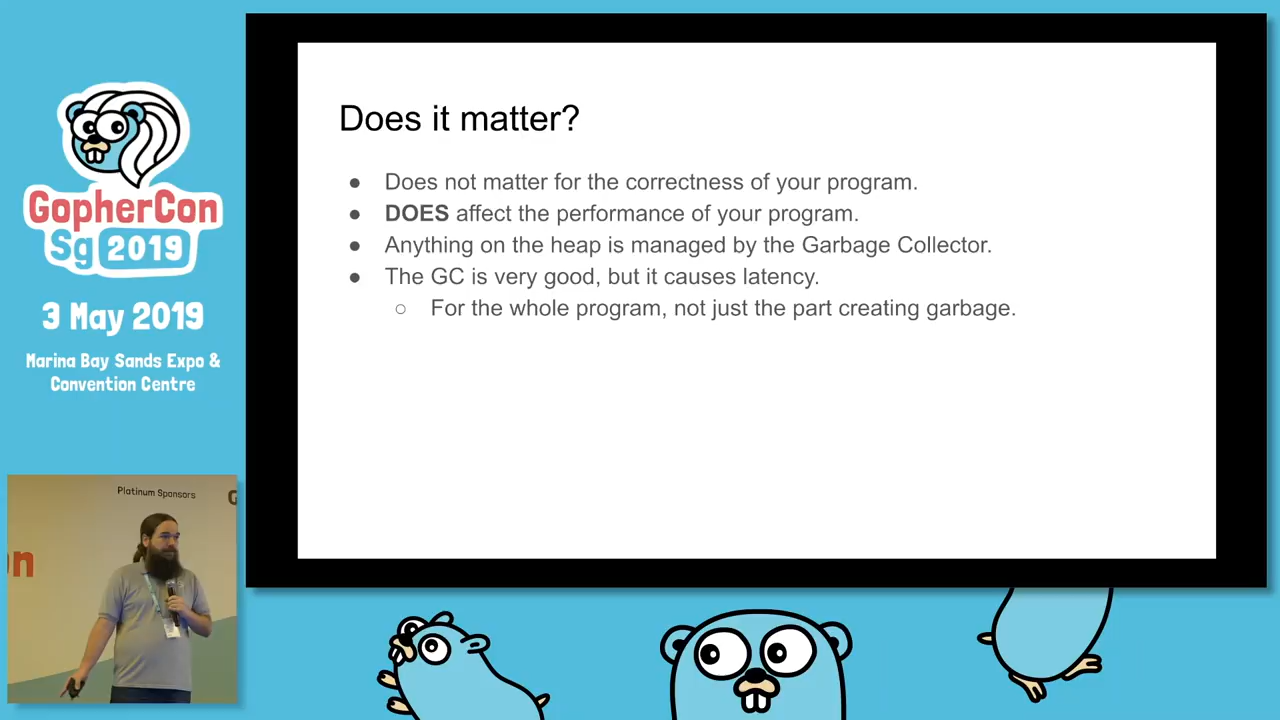 GopherCon
Sg 2019
3 May 2019
Marina Bay Sands Expo &
Convention Centre
Does it matter?
● Does not matter for the correctness of your program.
● DOES affect the performance of your program.
● Anything on the heap is managed by the Garbage Collector.
● The GC is very good, but it causes latency.
○ For the whole program, not just the part creating garbage.
Platinum Sponsors
G
on